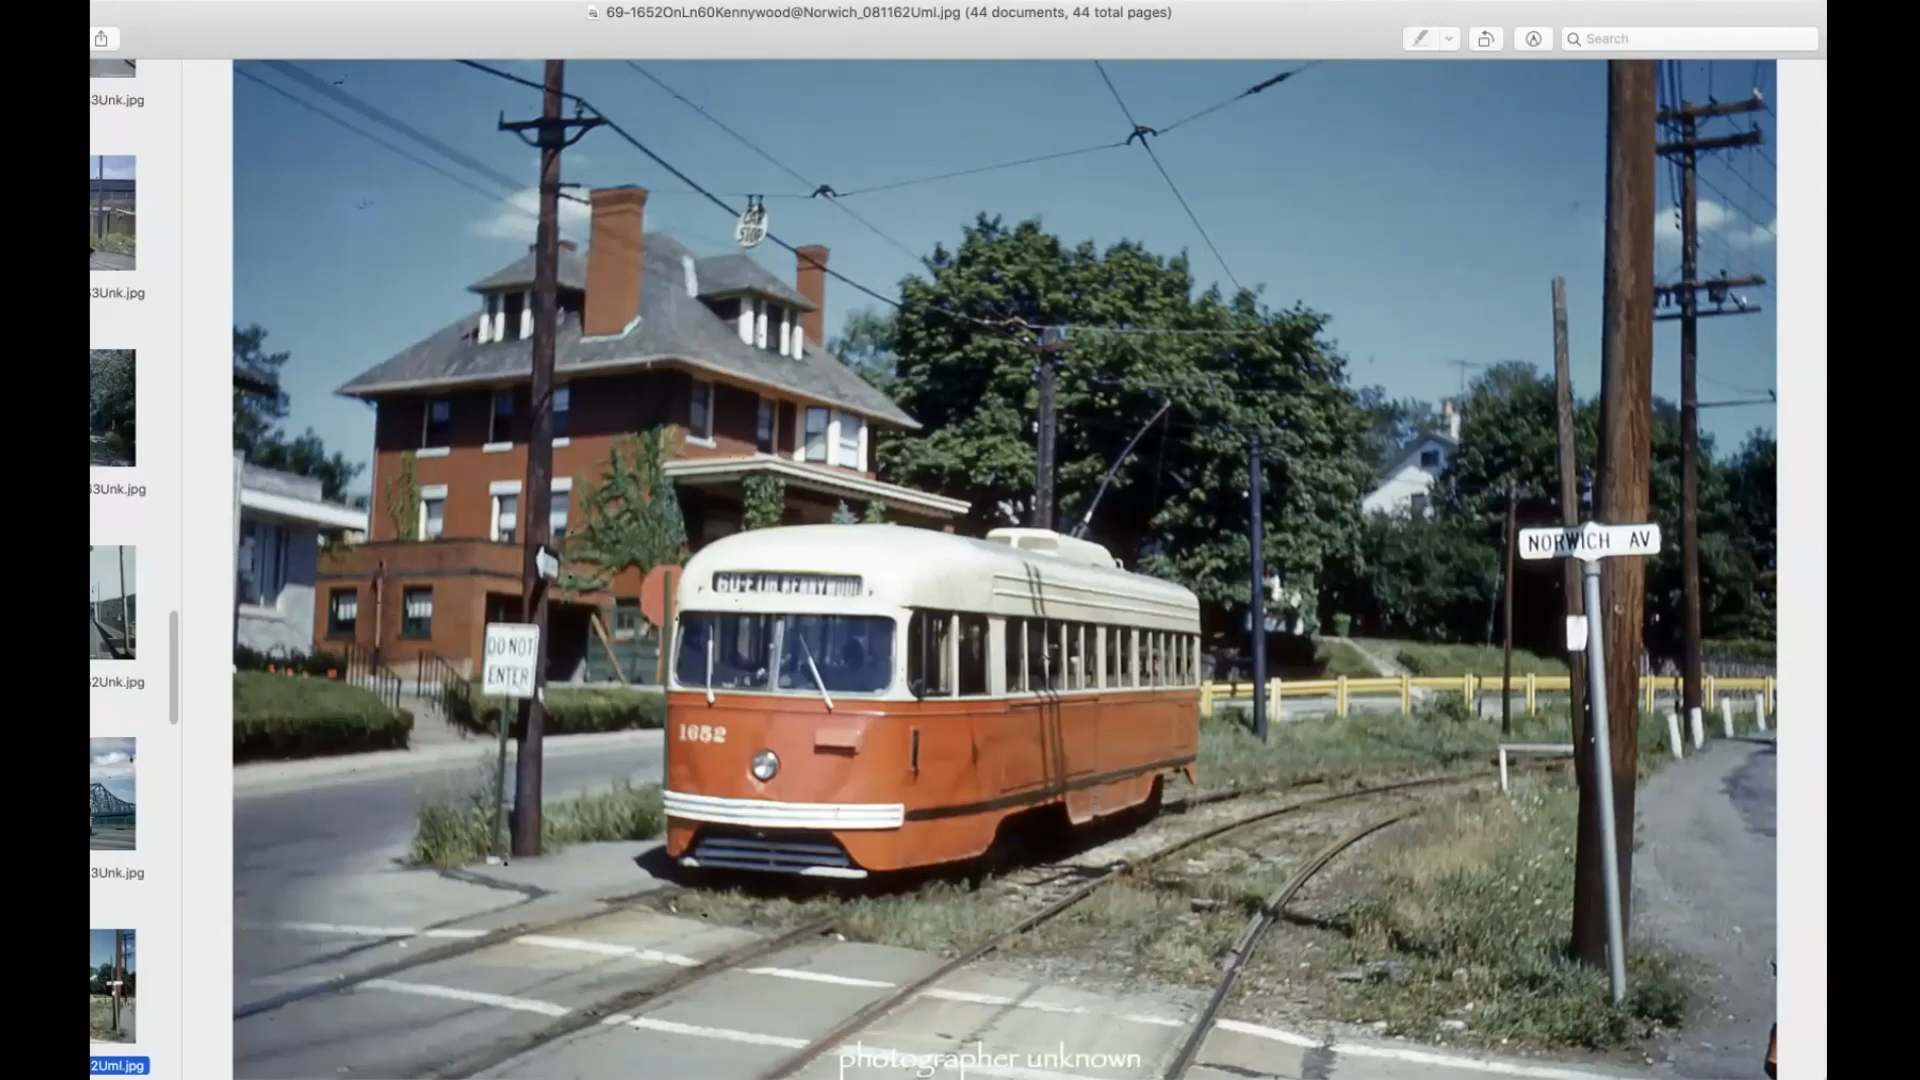 69-1652OnLn60Kennywood@Norwich_081162Uml.jpg (44 documents, 44 total pages)
Search
3Unk.jpg
3Unk.jpg
3Unk.jpg
2Unk.jpg
3Unk.jpg
2Uml.jpg
CAR
STOP
NORWICH AV
DO NOT
ENTER
1652
photographer unknown